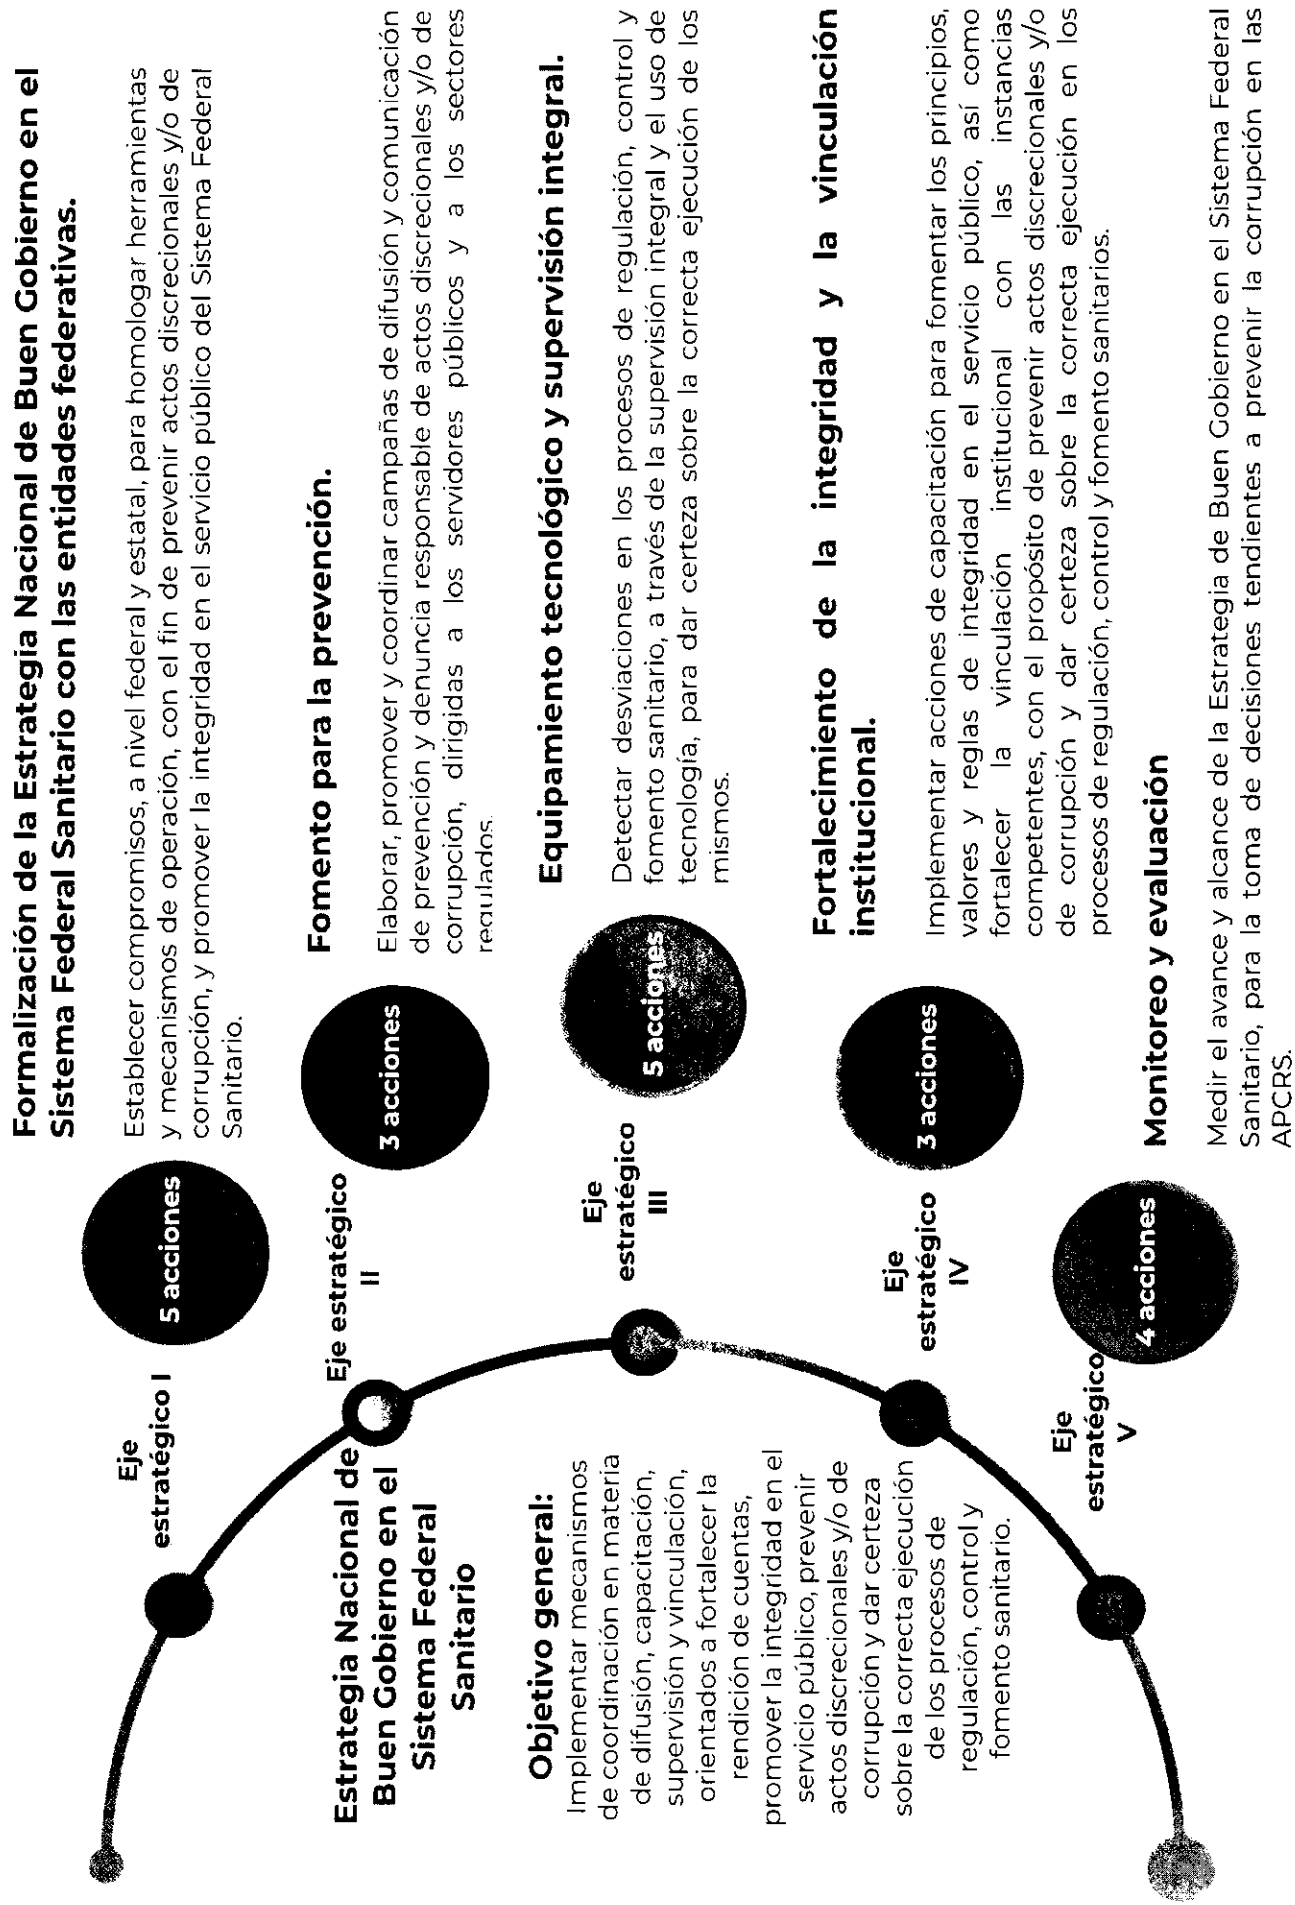 Estrategia Nacional de
Buen Gobierno en el
Sistema Federal
Sanitario
Objetivo general:
Implementar mecanismos
de coordinación en materia
de difusión, capacitación,
supervisión y vinculación,
orientados a fortalecer la
rendición de cuentas,
promover la integridad en el
servicio público, prevenir
actos discrecionales y/o de
corrupción y dar certeza
sobre la correcta ejecución
de los procesos de
regulación, control y
fomento sanitario.
Eje
estratégico I
5 acciones
Formalización de la Estrategia Nacional de Buen Gobierno en el
Sistema Federal Sanitario con las entidades federativas.
Establecer compromisos, a nivel federal y estatal, para homologar herramientas
y mecanismos de operación, con el fin de prevenir actos discrecionales y/o de
corrupción, y promover la integridad en el servicio público del Sistema Federal
Sanitario.
Eje estratégico
II
3 acciones
Fomento para la prevención.
Elaborar, promover y coordinar campañas de difusión y comunicación
de prevención y denuncia responsable de actos discrecionales y/o de
corrupción, dirigidas a los servidores públicos y a los sectores
regulados.
Eje
estratégico
III
5 acciones
Equipamiento tecnológico y supervisión integral.
Detectar desviaciones en los procesos de regulación, control y
fomento sanitario, a través de la supervisión integral y el uso de
tecnología, para dar certeza sobre la correcta ejecución de los
mismos.
Eje
estratégico
IV
3 acciones
Fortalecimiento de la integridad y la vinculación
institucional.
Implementar acciones de capacitación para fomentar los principios,
valores y reglas de integridad en el servicio público, así como
fortalecer la vinculación institucional con las instancias
competentes, con el propósito de prevenir actos discrecionales y/o
de corrupción y dar certeza sobre la correcta ejecución en los
procesos de regulación, control y fomento sanitarios.
Eje
estratégico
V
4 acciones
Monitoreo y evaluación
Medir el avance y alcance de la Estrategia de Buen Gobierno en el Sistema Federal
Sanitario, para la toma de decisiones tendientes a prevenir la corrupción en las
APCRS.